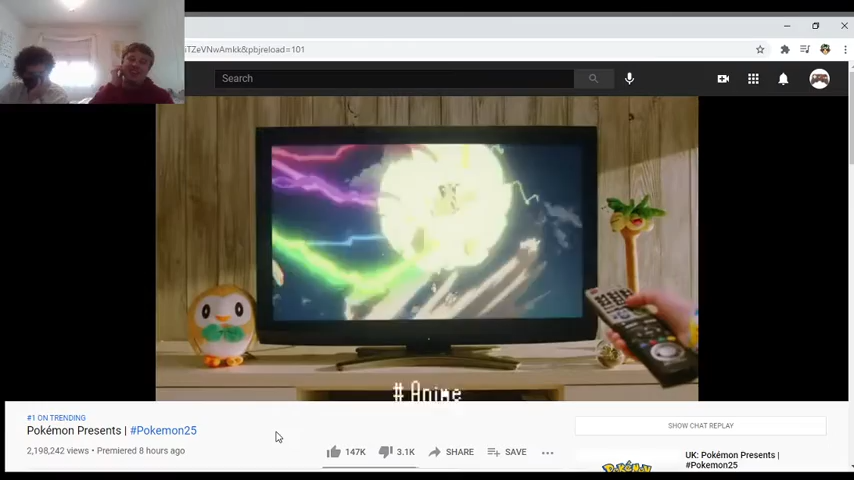 iTZeVNwAmkk&pbjreload=101
Search
# Anime
#1 ON TRENDING
Pokémon Presents | #Pokemon25
2,198,242 views • Premiered 8 hours ago
147K
3.1K
SHARE
SAVE
SHOW CHAT REPLAY
POKÉMON
UK: Pokémon Presents |
#Pokemon25